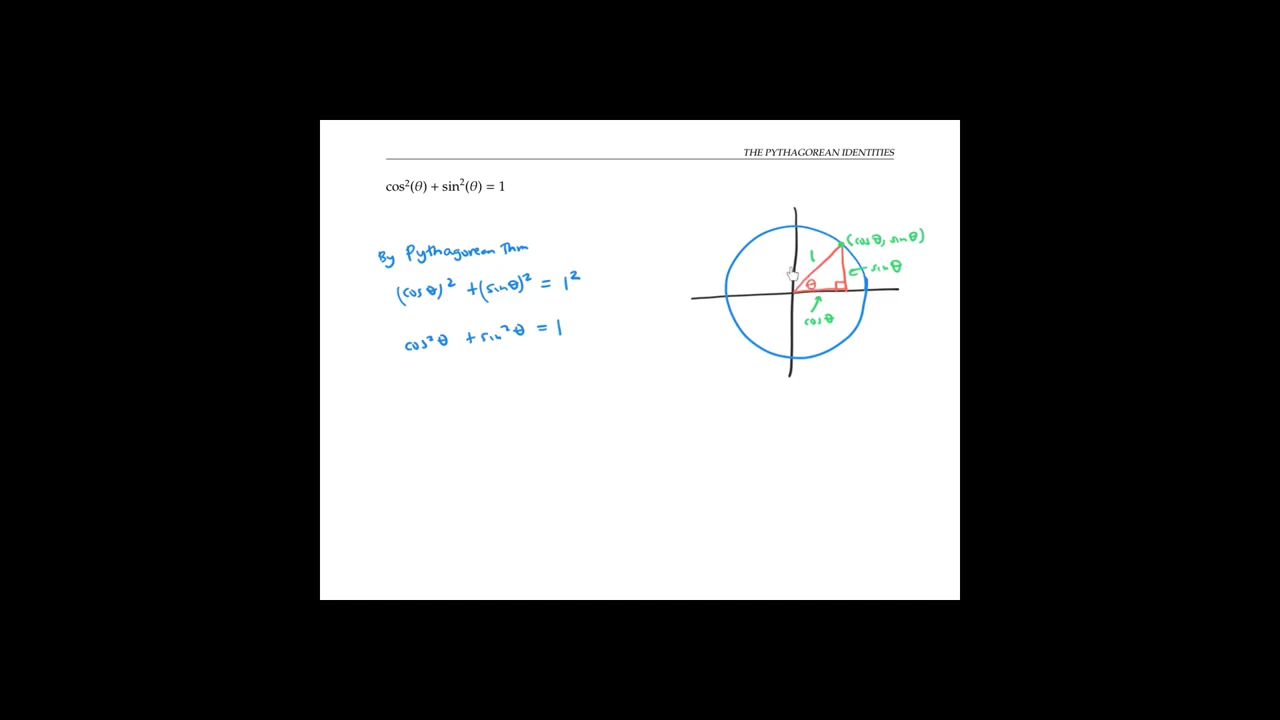 THE PYTHAGOREAN IDENTITIES
cos²(θ) + sin²(θ) = 1
By Pythagorean Thm
(cos θ)² + (sin θ)² = 1²
cos² θ + sin² θ = 1
(cos θ, sin θ)
1
sin θ
θ
cos θ